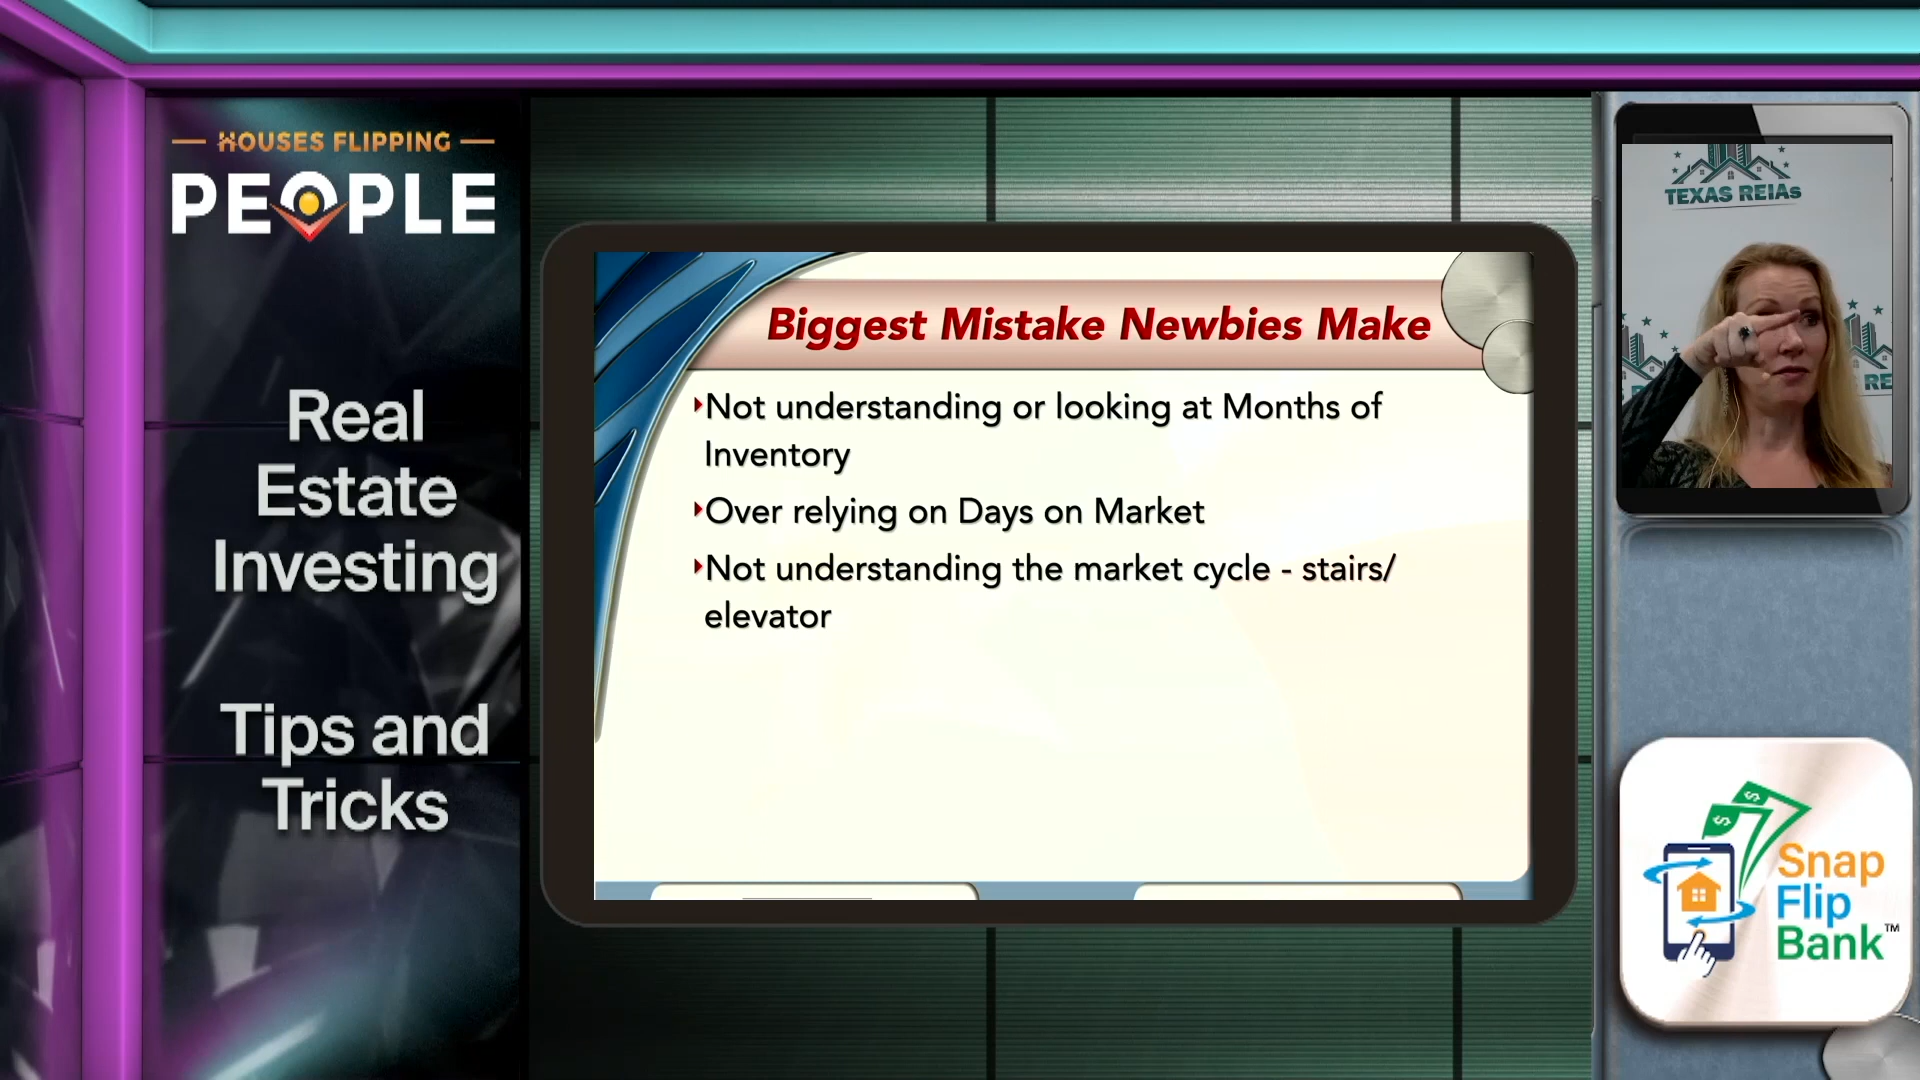 HOUSES FLIPPING
PEOPLE
Real
Estate
Investing
Tips and
Tricks
Biggest Mistake Newbies Make
Not understanding or looking at Months of
Inventory
Over relying on Days on Market
Not understanding the market cycle - stairs/
elevator
TEXAS REIAs
RE
Snap
Flip
Bank™